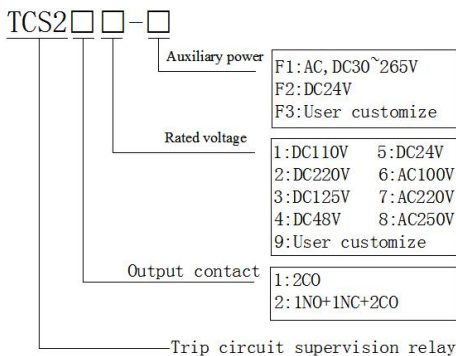 TCS2□□-□
Auxiliary power
F1:AC,DC30~265V
F2:DC24V
F3:User customize
Rated voltage
1:DC110V 5:DC24V
2:DC220V 6:AC100V
3:DC125V 7:AC220V
4:DC48V 8:AC250V
9:User customize
Output contact
1:2CO
2:1NO+1NC+2CO
Trip circuit supervision relay